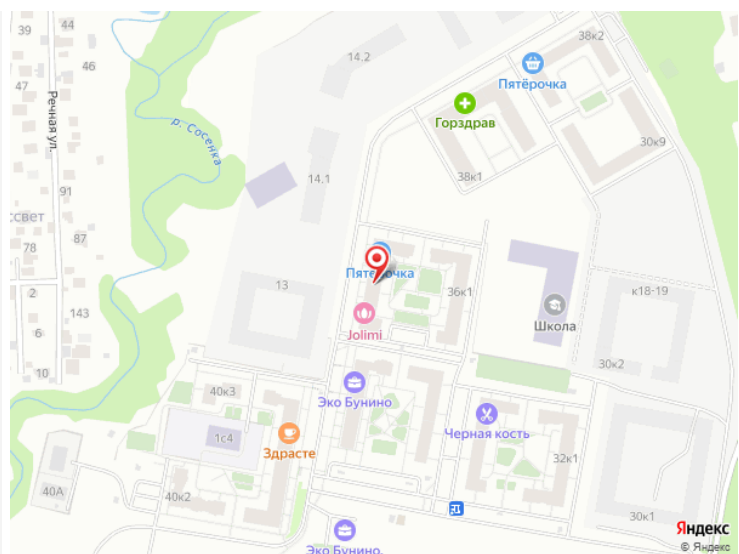 39
44
46
47
Речная ул.
14.2
р. Сосенка
38к2
Пятёрочка
Горздрав
30к9
38к1
14.1
91
ссвет
78
87
Пятёрочка
13
2
36к1
к18-19
143
6
Jolimi
Школа
10
30к2
40к3
Эко Бунино
1с4
Здрасте
Черная кость
32к1
40А
40к2
30к1
Эко Бунино,
Яндекс
© Яндекс